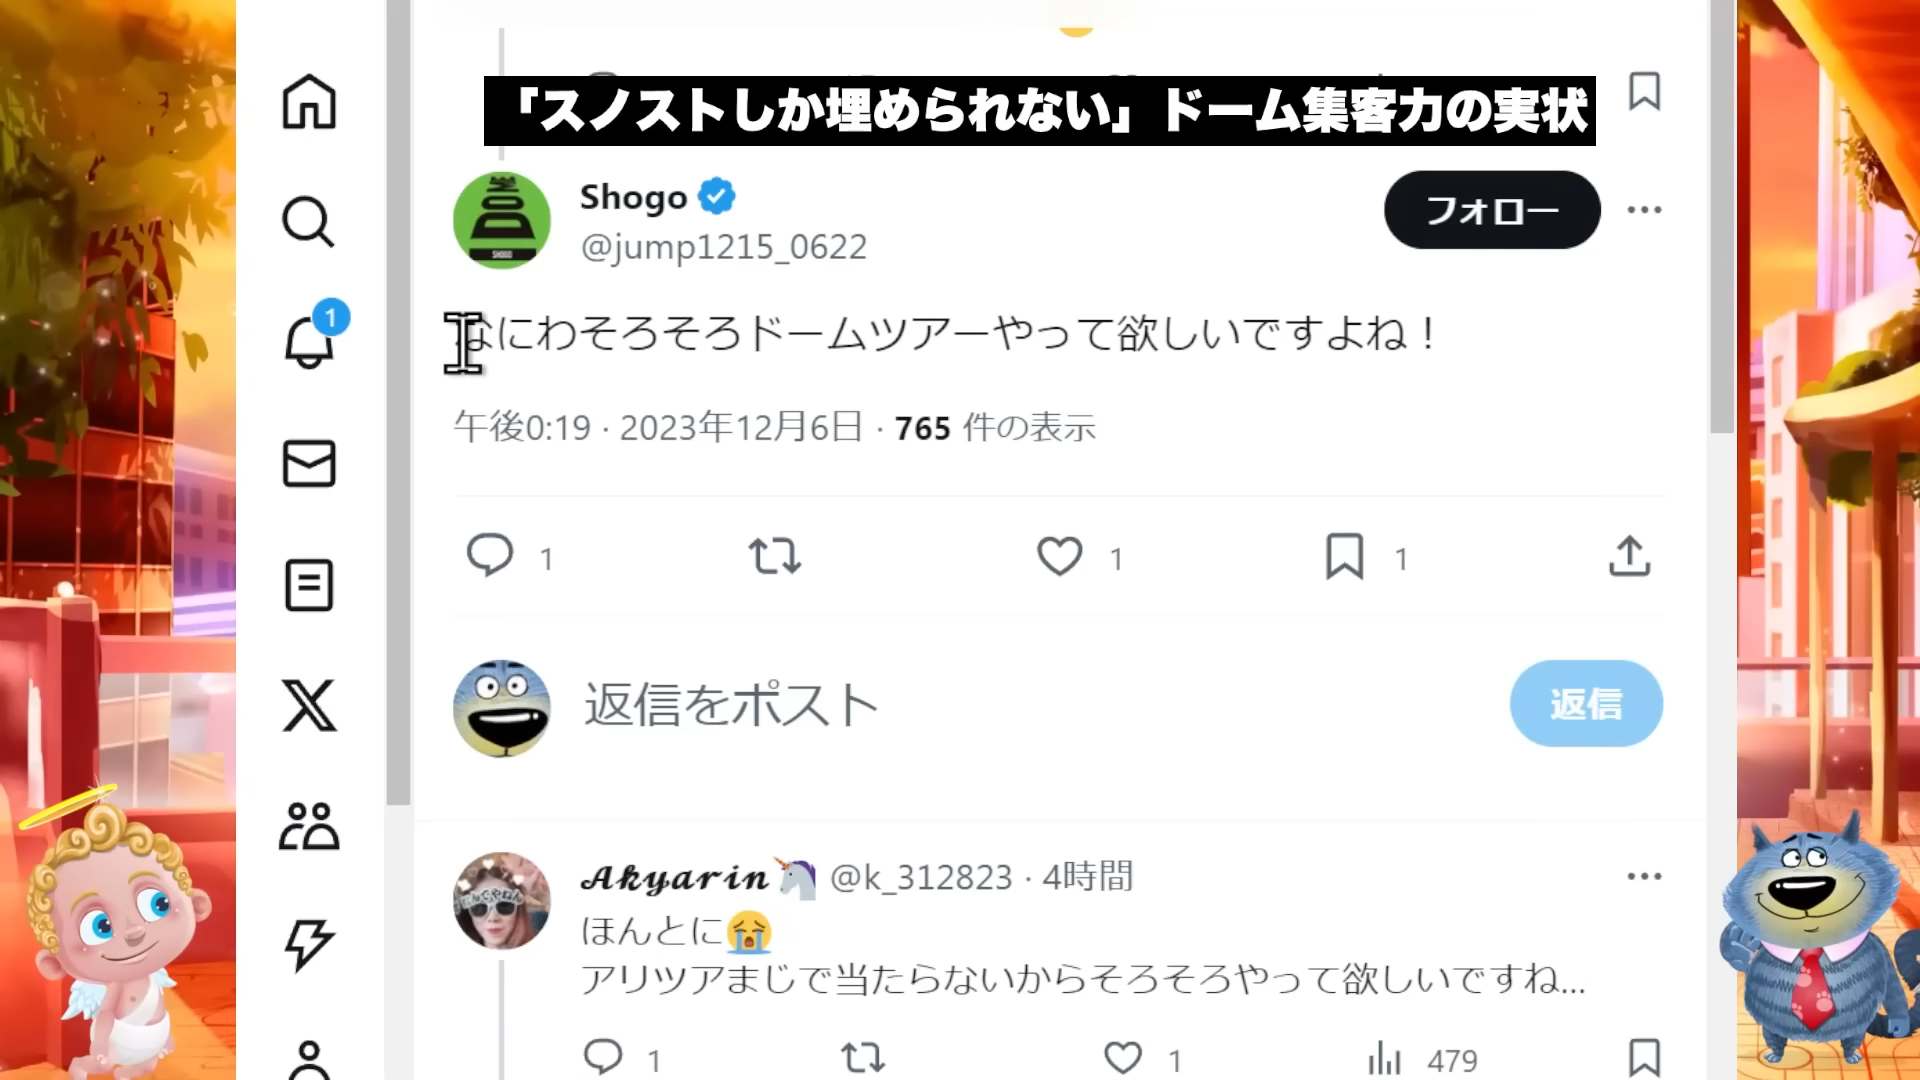 「スノストしか埋められない」ドーム集客力の実状
Shogo
フォロー
@jump1215_0622
SHOGO
1
なにわそろそろドームツアーやって欲しいですよね！
午後0:19 · 2023年12月6日 · 765 件の表示
1 1 1
返信をポスト
返信
Akyarin🦄 @k_312823 · 4時間
ほんとに😭
アリツアまじで当たらないからそろそろやって欲しいですね...
1 1 479